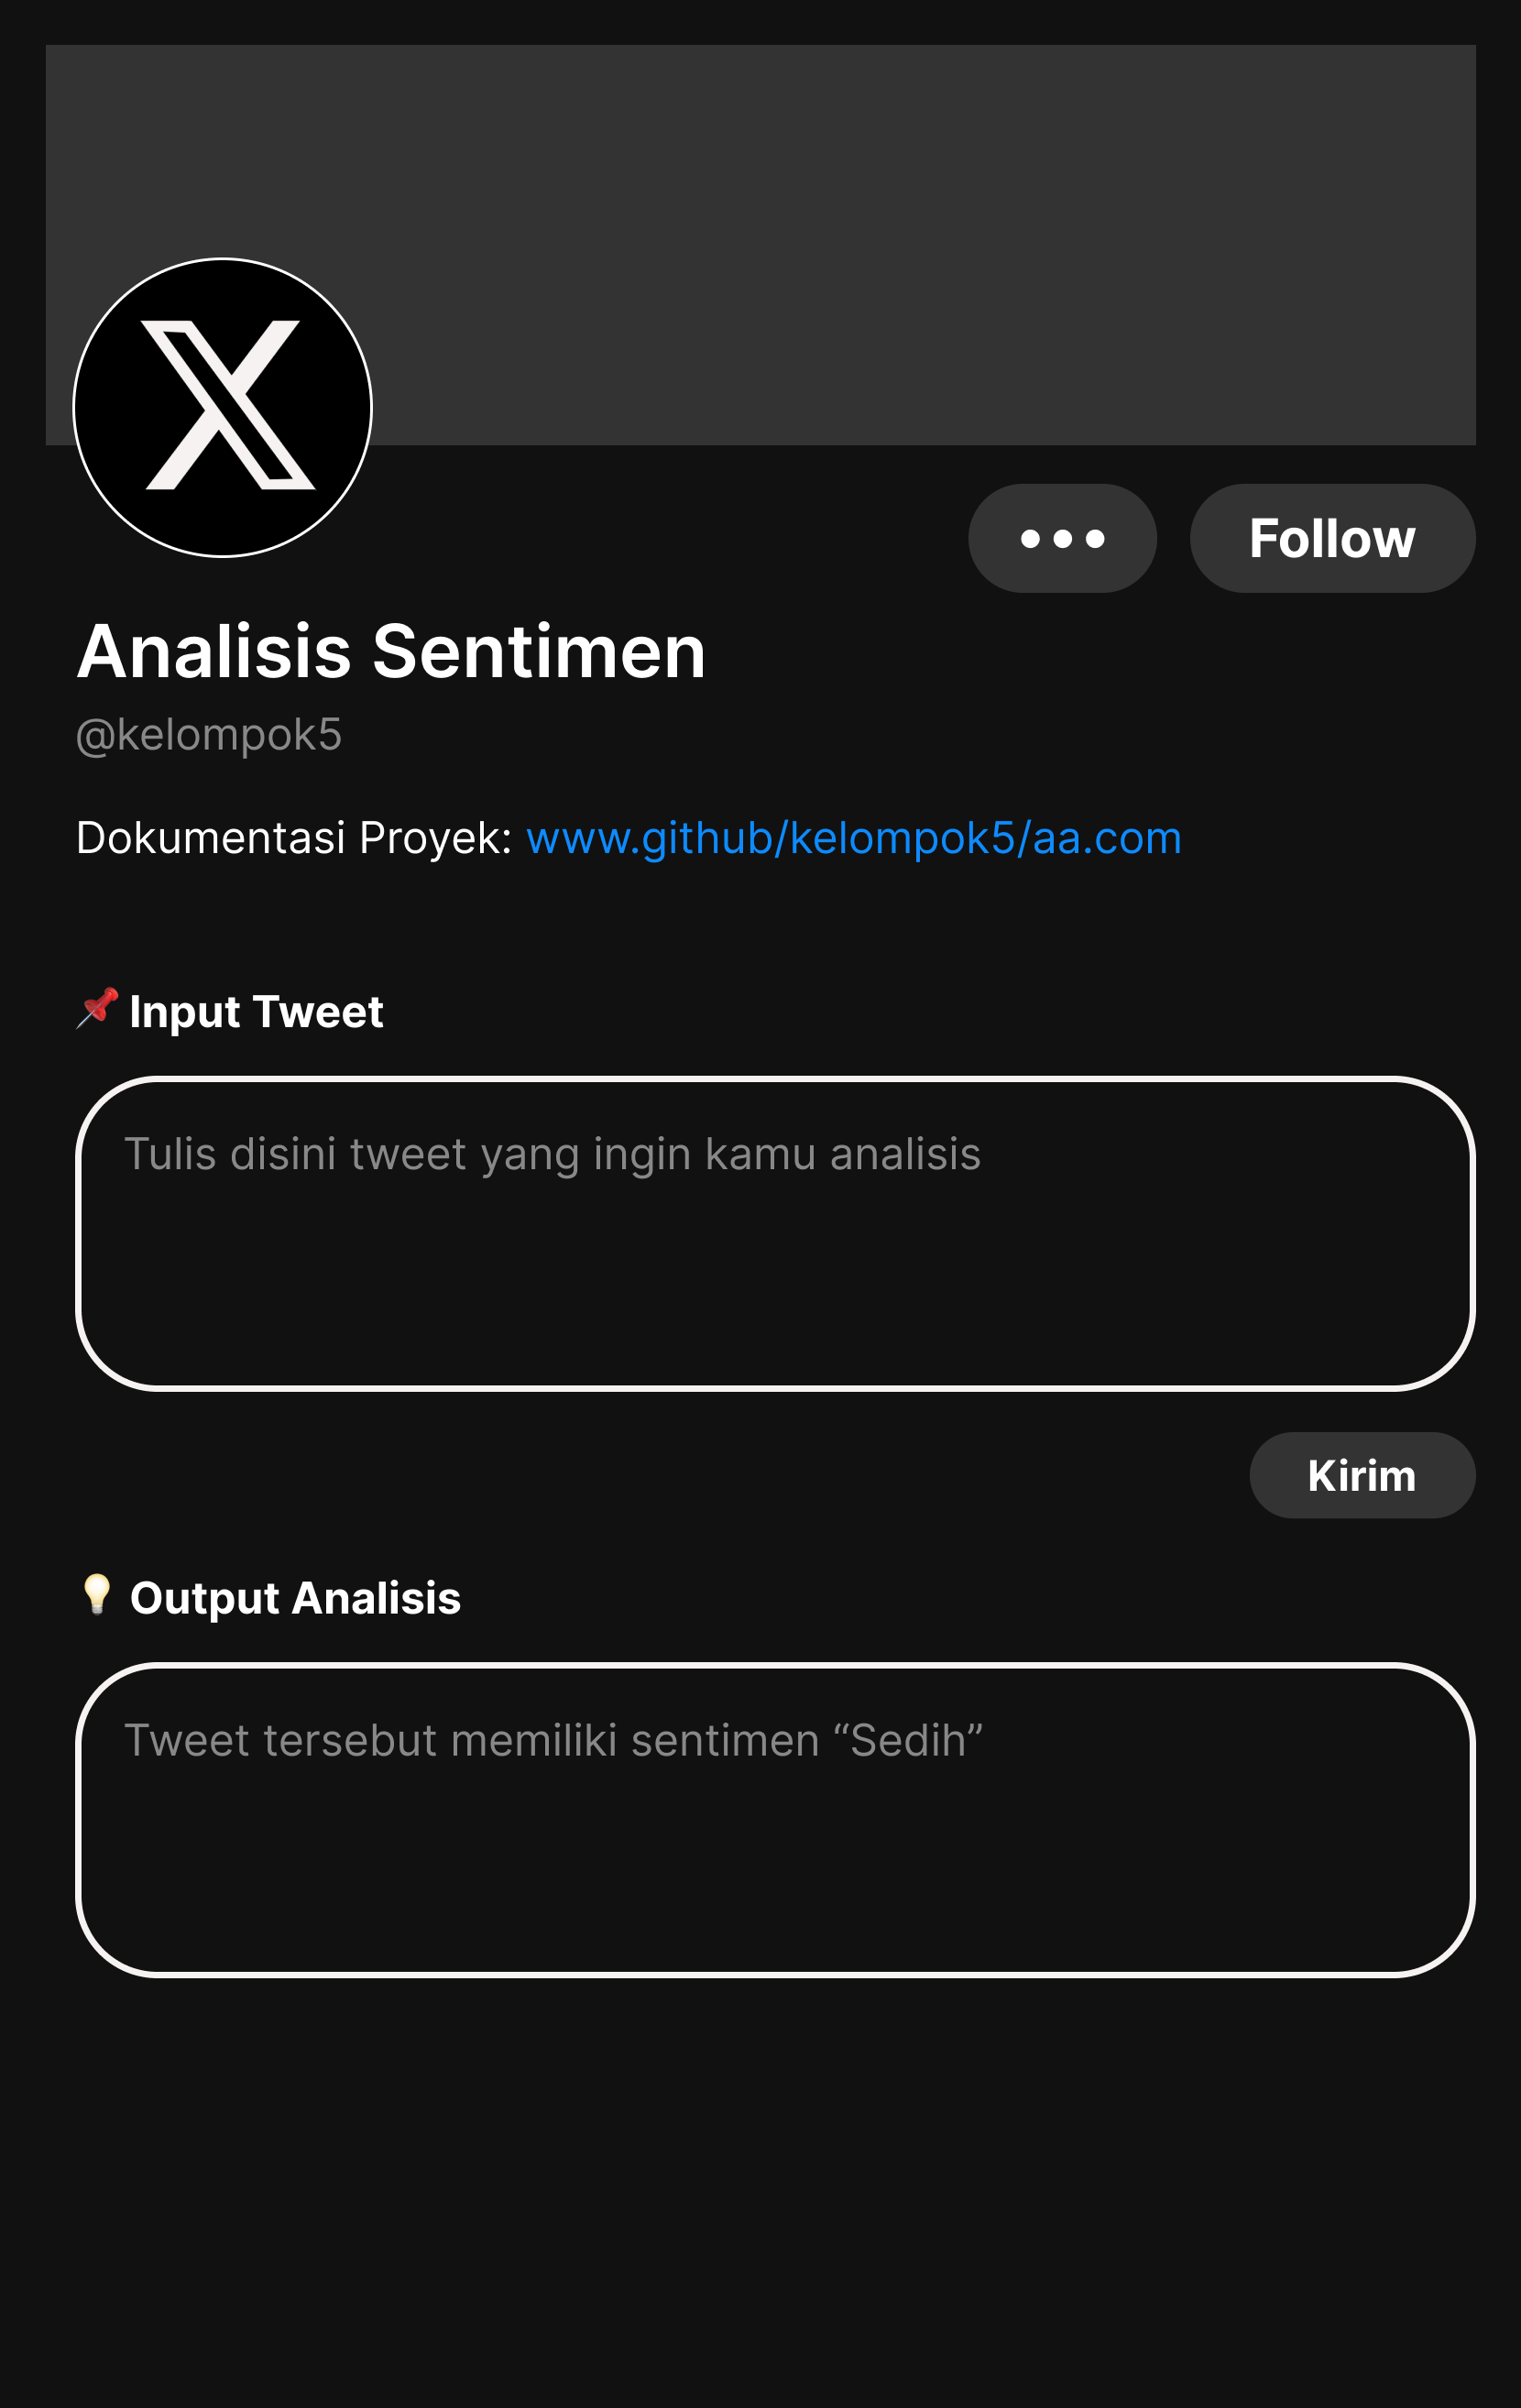 Follow
Analisis Sentimen
@kelompok5
Dokumentasi Proyek: www.github/kelompok5/aa.com
📌 Input Tweet
Tulis disini tweet yang ingin kamu analisis
Kirim
💡 Output Analisis
Tweet tersebut memiliki sentimen “Sedih”